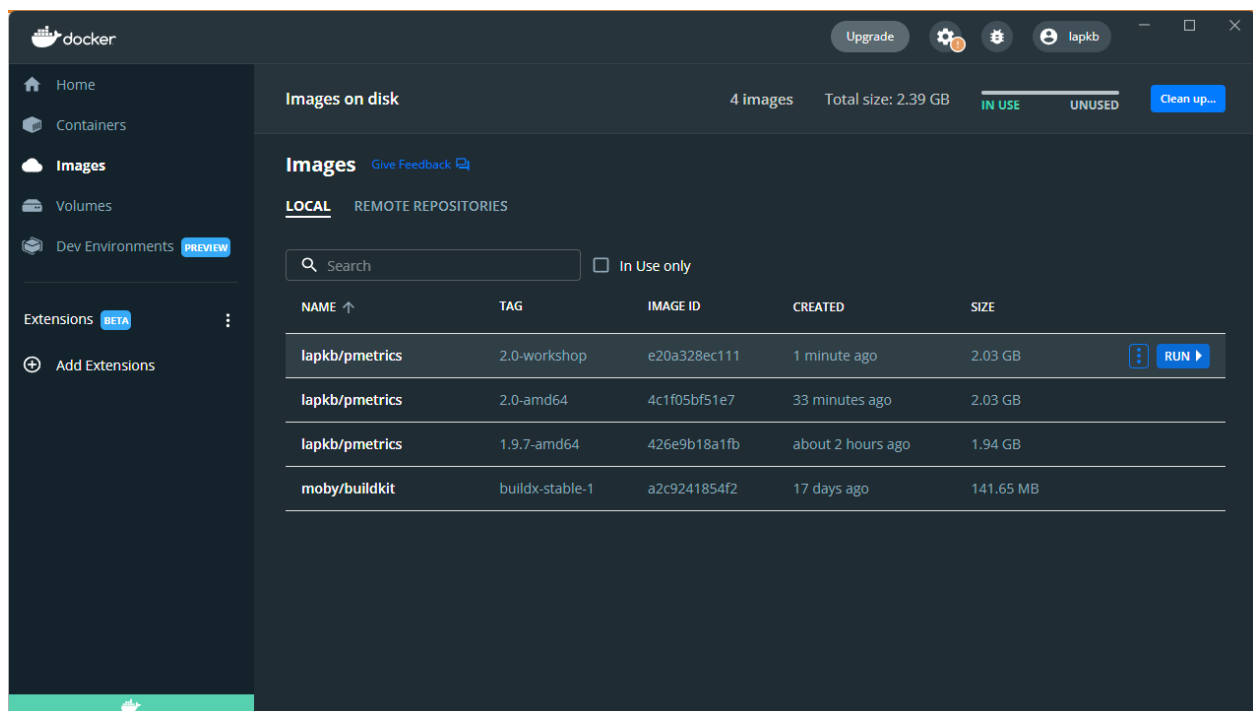 docker
Upgrade
!
lapkb
Home
Containers
Images
Volumes
Dev Environments PREVIEW
Extensions BETA
Add Extensions
Images on disk 4 images Total size: 2.39 GB IN USE UNUSED Clean up...
Images Give Feedback
LOCAL REMOTE REPOSITORIES
Search In Use only
NAME TAG IMAGE ID CREATED SIZE
lapkb/pmetrics 2.0-workshop e20a328ec111 1 minute ago 2.03 GB RUN
lapkb/pmetrics 2.0-amd64 4c1f05bf51e7 33 minutes ago 2.03 GB
lapkb/pmetrics 1.9.7-amd64 426e9b18a1fb about 2 hours ago 1.94 GB
moby/buildkit buildx-stable-1 a2c9241854f2 17 days ago 141.65 MB